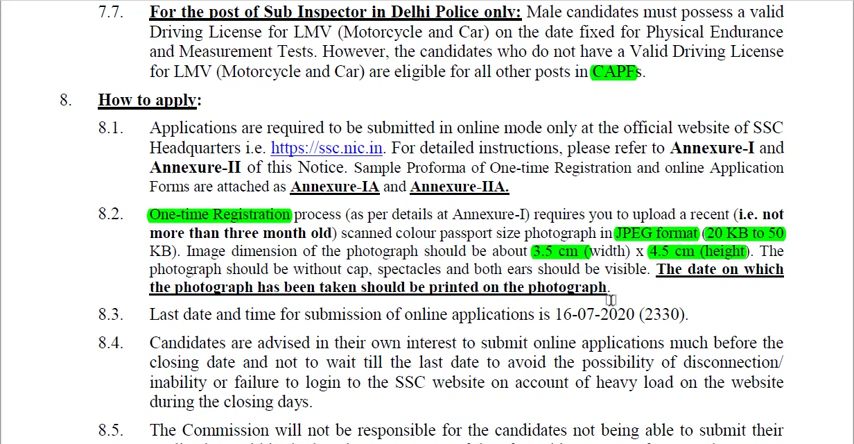 7.7. For the post of Sub Inspector in Delhi Police only: Male candidates must possess a valid
Driving License for LMV (Motorcycle and Car) on the date fixed for Physical Endurance
and Measurement Tests. However, the candidates who do not have a Valid Driving License
for LMV (Motorcycle and Car) are eligible for all other posts in CAPFs.
8. How to apply:
8.1. Applications are required to be submitted in online mode only at the official website of SSC
Headquarters i.e. https://ssc.nic.in. For detailed instructions, please refer to Annexure-I and
Annexure-II of this Notice. Sample Proforma of One-time Registration and online Application
Forms are attached as Annexure-IA and Annexure-IIA.
8.2. One-time Registration process (as per details at Annexure-I) requires you to upload a recent (i.e. not
more than three month old) scanned colour passport size photograph in JPEG format (20 KB to 50
KB). Image dimension of the photograph should be about 3.5 cm (width) x 4.5 cm (height). The
photograph should be without cap, spectacles and both ears should be visible. The date on which
the photograph has been taken should be printed on the photograph.
8.3. Last date and time for submission of online applications is 16-07-2020 (2330).
8.4. Candidates are advised in their own interest to submit online applications much before the
closing date and not to wait till the last date to avoid the possibility of disconnection/
inability or failure to login to the SSC website on account of heavy load on the website
during the closing days.
8.5. The Commission will not be responsible for the candidates not being able to submit their